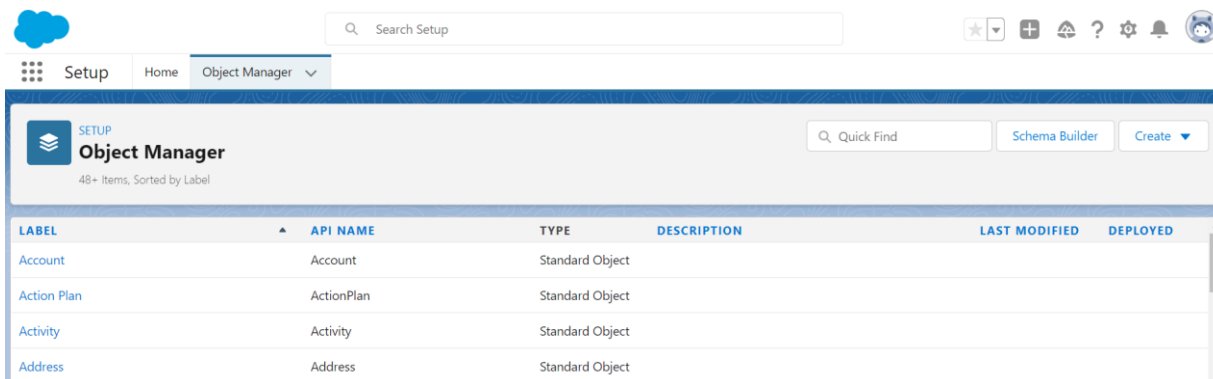 Search Setup
Setup Home Object Manager
SETUP
Object Manager
48+ Items, Sorted by Label
Quick Find Schema Builder Create
LABEL API NAME TYPE DESCRIPTION LAST MODIFIED DEPLOYED
Account Account Standard Object
Action Plan ActionPlan Standard Object
Activity Activity Standard Object
Address Address Standard Object